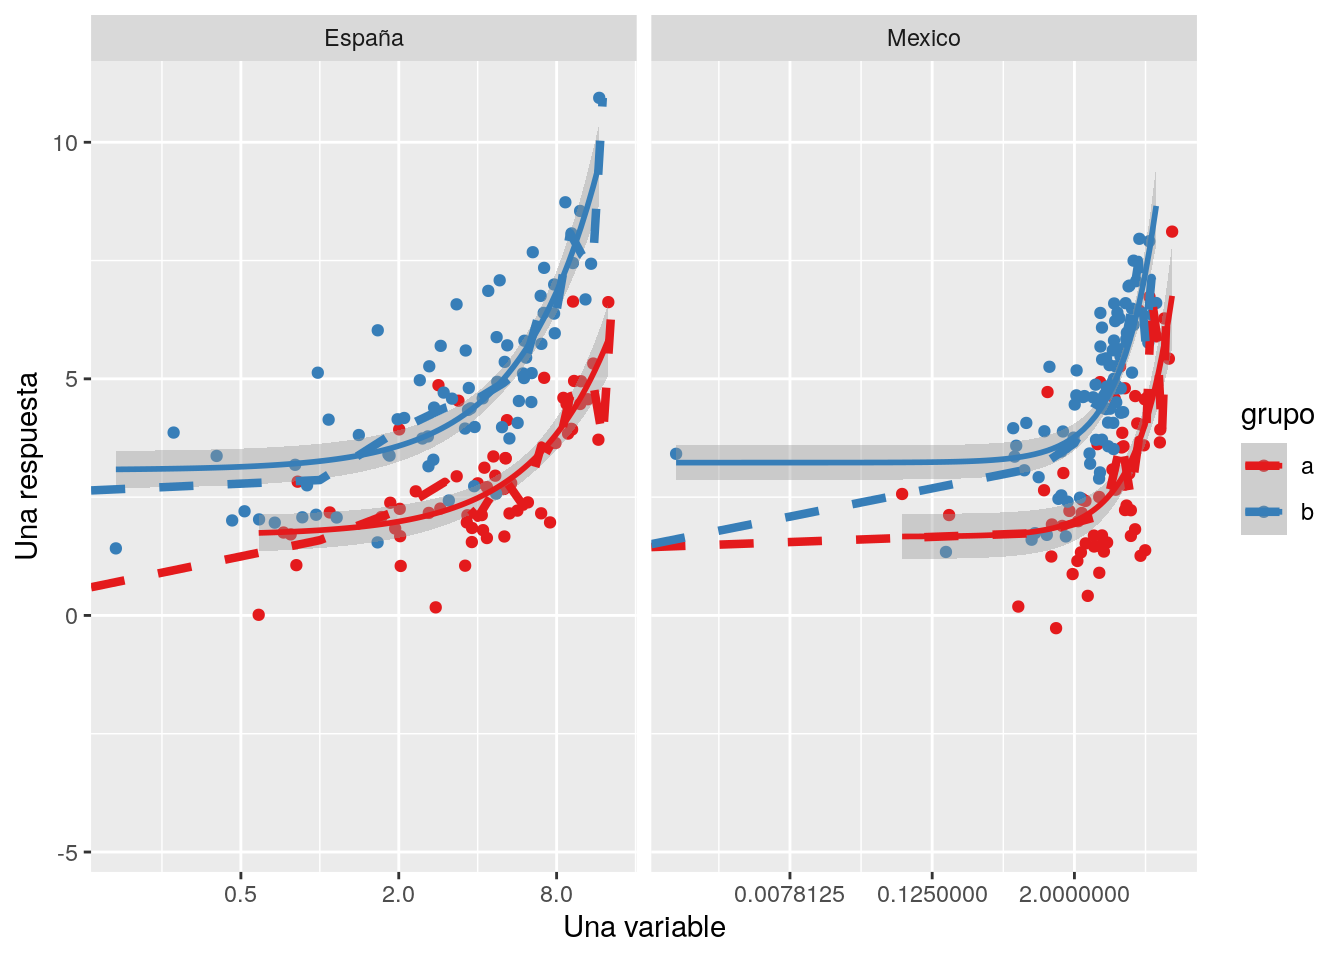 España
Mexico
10
5
0
-5
Una respuesta
0.5
2.0
8.0
0.0078125
0.1250000
2.0000000
Una variable
grupo
a
b